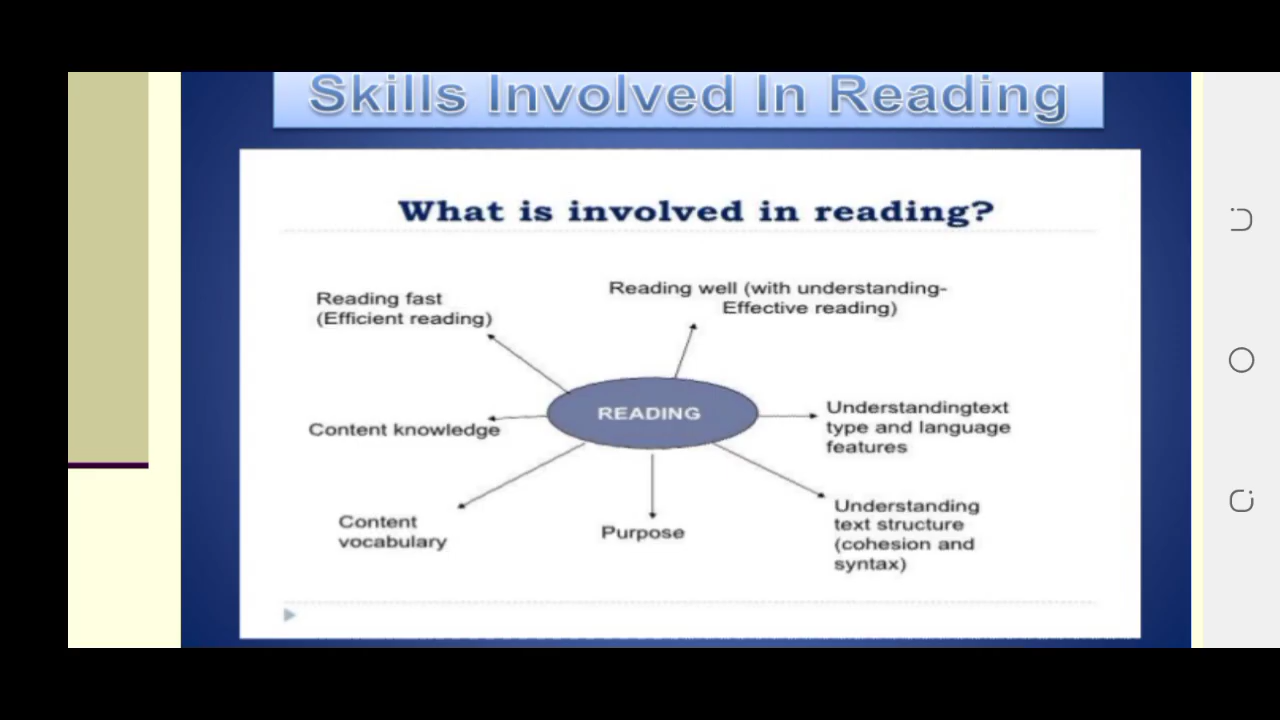 Skills Involved In Reading
What is involved in reading?
Reading fast
(Efficient reading)
Reading well (with understanding-
Effective reading)
READING
Content knowledge
Understandingtext
type and language
features
Content
vocabulary
Purpose
Understanding
text structure
(cohesion and
syntax)